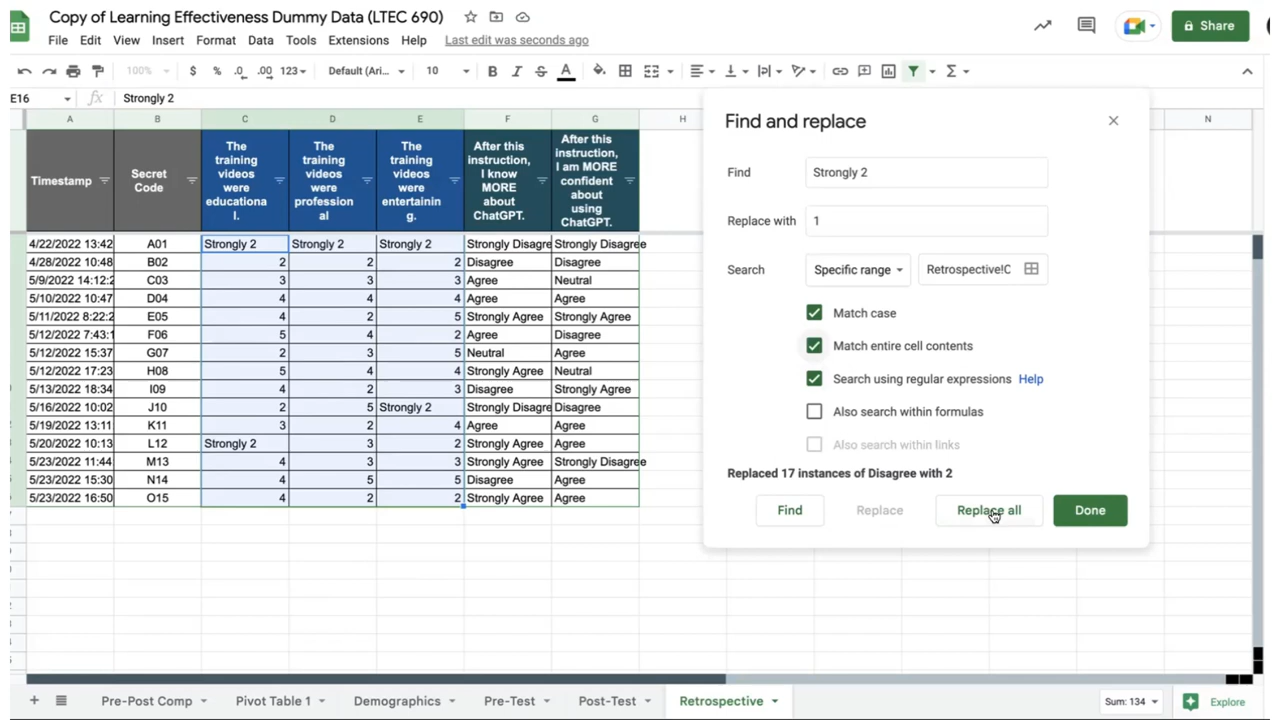 Copy of Learning Effectiveness Dummy Data (LTEC 690)
File Edit View Insert Format Data Tools Extensions Help Last edit was seconds ago
Share
100% $ % .0 .00 123 Default (Ari... 10 B I S A
E16 fx Strongly 2
A B C D E F G H N
Timestamp
Secret
Code
The
training
videos
were
educationa
l.
The
training
videos
were
profession
al
The
training
videos
were
entertainin
g.
After this
instruction,
I know
MORE
about
ChatGPT.
After this
instruction,
I am MORE
confident
about
using
ChatGPT.
4/22/2022 13:42 A01 Strongly 2 Strongly 2 Strongly 2 Strongly Disagre Strongly Disagree
4/28/2022 10:48 B02 2 2 2 Disagree Disagree
5/9/2022 14:12:2 C03 3 3 3 Agree Neutral
5/10/2022 10:47 D04 4 4 4 Agree Agree
5/11/2022 8:22:2 E05 4 2 5 Strongly Agree Strongly Agree
5/12/2022 7:43:1 F06 5 4 2 Agree Disagree
5/12/2022 15:37 G07 2 3 5 Neutral Agree
5/12/2022 17:23 H08 5 4 4 Strongly Agree Neutral
5/13/2022 18:34 I09 4 2 3 Disagree Strongly Agree
5/16/2022 10:02 J10 2 5 Strongly 2 Strongly Disagre Disagree
5/19/2022 13:11 K11 3 2 4 Agree Agree
5/20/2022 10:13 L12 Strongly 2 3 2 Strongly Agree Agree
5/23/2022 11:44 M13 4 3 3 Strongly Agree Strongly Disagree
5/23/2022 15:30 N14 4 5 5 Disagree Agree
5/23/2022 16:50 O15 4 2 2 Strongly Agree Agree
Find and replace
Find Strongly 2
Replace with 1
Search Specific range Retrospective!C
Match case
Match entire cell contents
Search using regular expressions Help
Also search within formulas
Also search within links
Replaced 17 instances of Disagree with 2
Find Replace Replace all Done
Pre-Post Comp Pivot Table 1 Demographics Pre-Test Post-Test Retrospective Sum: 134 Explore